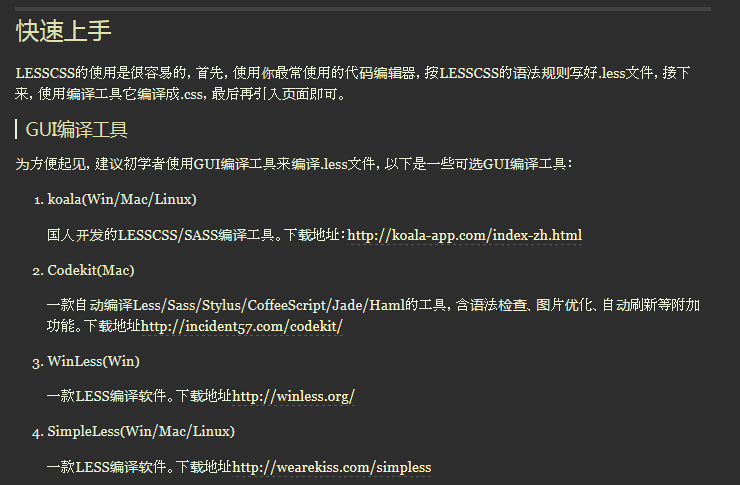 快速上手
LESSCSS的使用是很容易的，首先，使用你最常使用的代码编辑器，按LESSCSS的语法规则写好.less文件，接下
来，使用编译工具它编译成.css，最后再引入页面即可。
GUI编译工具
为方便起见，建议初学者使用GUI编译工具来编译.less文件，以下是一些可选GUI编译工具：
1. koala(Win/Mac/Linux)
国人开发的LESSCSS/SASS编译工具。下载地址：http://koala-app.com/index-zh.html
2. Codekit(Mac)
一款自动编译Less/Sass/Stylus/CoffeeScript/Jade/Haml的工具，含语法检查、图片优化、自动刷新等附加
功能。下载地址http://incident57.com/codekit/
3. WinLess(Win)
一款LESS编译软件。下载地址http://winless.org/
4. SimpleLess(Win/Mac/Linux)
一款LESS编译软件。下载地址http://wearekiss.com/simpless